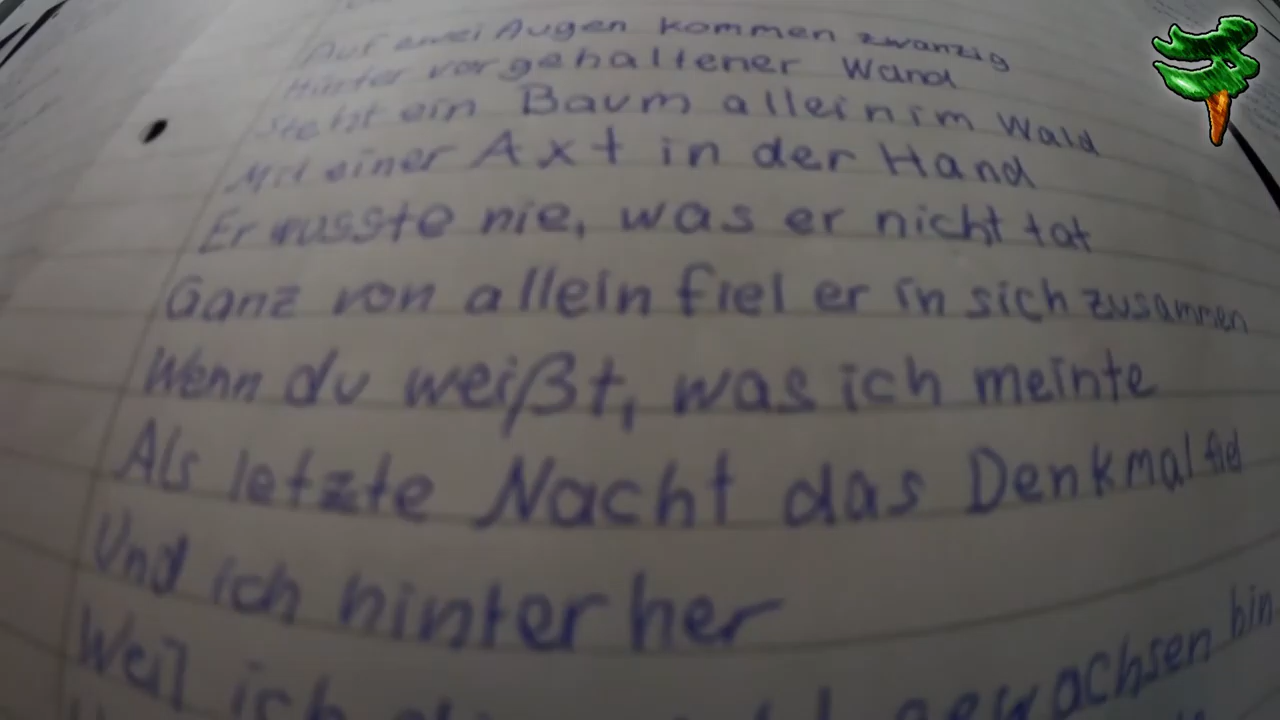 Auf zwei Augen kommen zwanzig
Hinter vorgehaltener Wand
Steht ein Baum allein im Wald
Mit einer Axt in der Hand
Er wusste nie, was er nicht tat
Ganz von allein fiel er in sich zusammen
Wenn du weißt, was ich meinte
Als letzte Nacht das Denkmal fiel
Und ich hinterher
Weil ich gewachsen bin